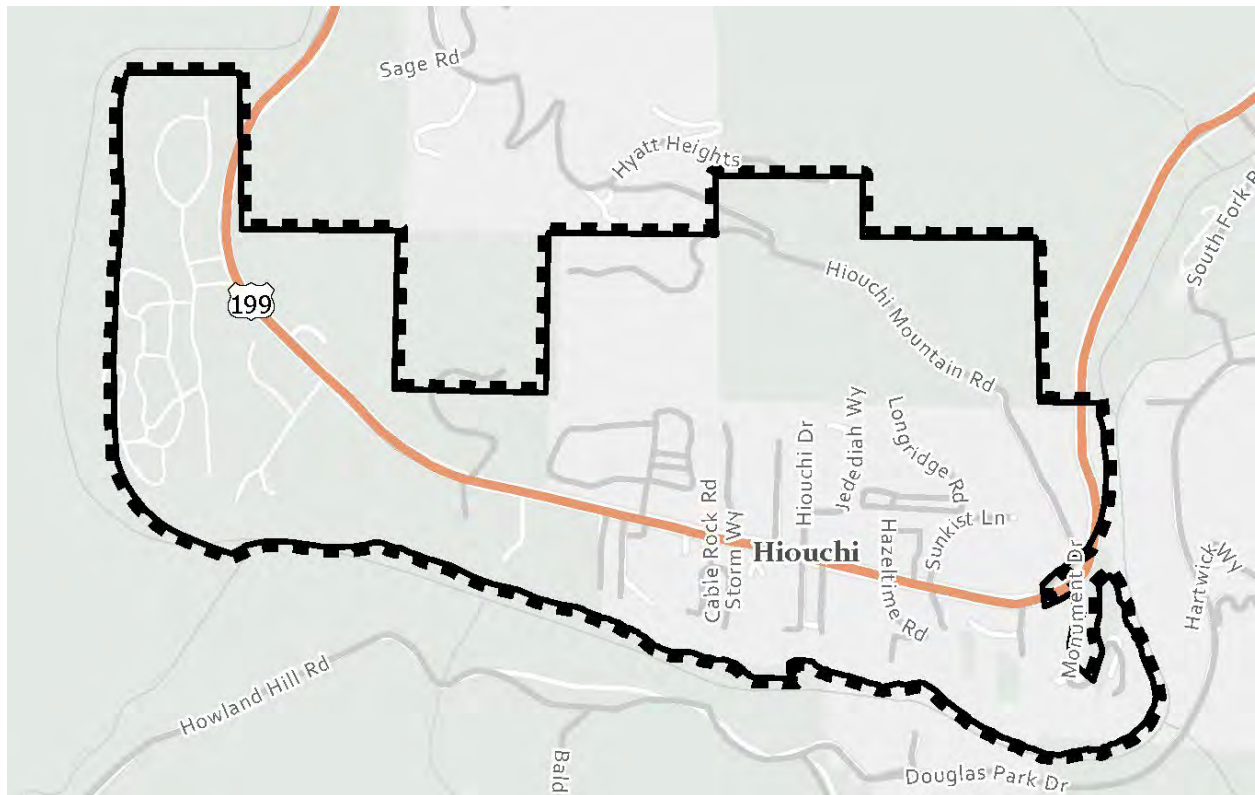 Sage Rd
Hyatt Heights
South Fork R
199
Hiouchi Mountain Rd
Longridge Rd
Jedediah Wy
Hiouchi Dr
Cable Rock Rd
Storm Wy
Hiouchi
Hazeltime Rd
Sunkist Ln
Monument Dr
Hartwick Wy
Howland Hill Rd
Bald
Douglas Park Dr